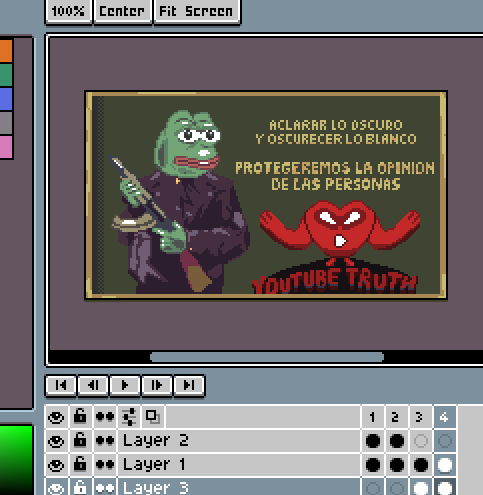 100% Center Fit Screen
ACLARAR LO OSCURO
Y OSCURECER LO BLANCO
PROTEGEREMOS LA OPINION
DE LAS PERSONAS
YOUTUBE TRUTH
1 2 3 4
Layer 2
Layer 1
Layer 3